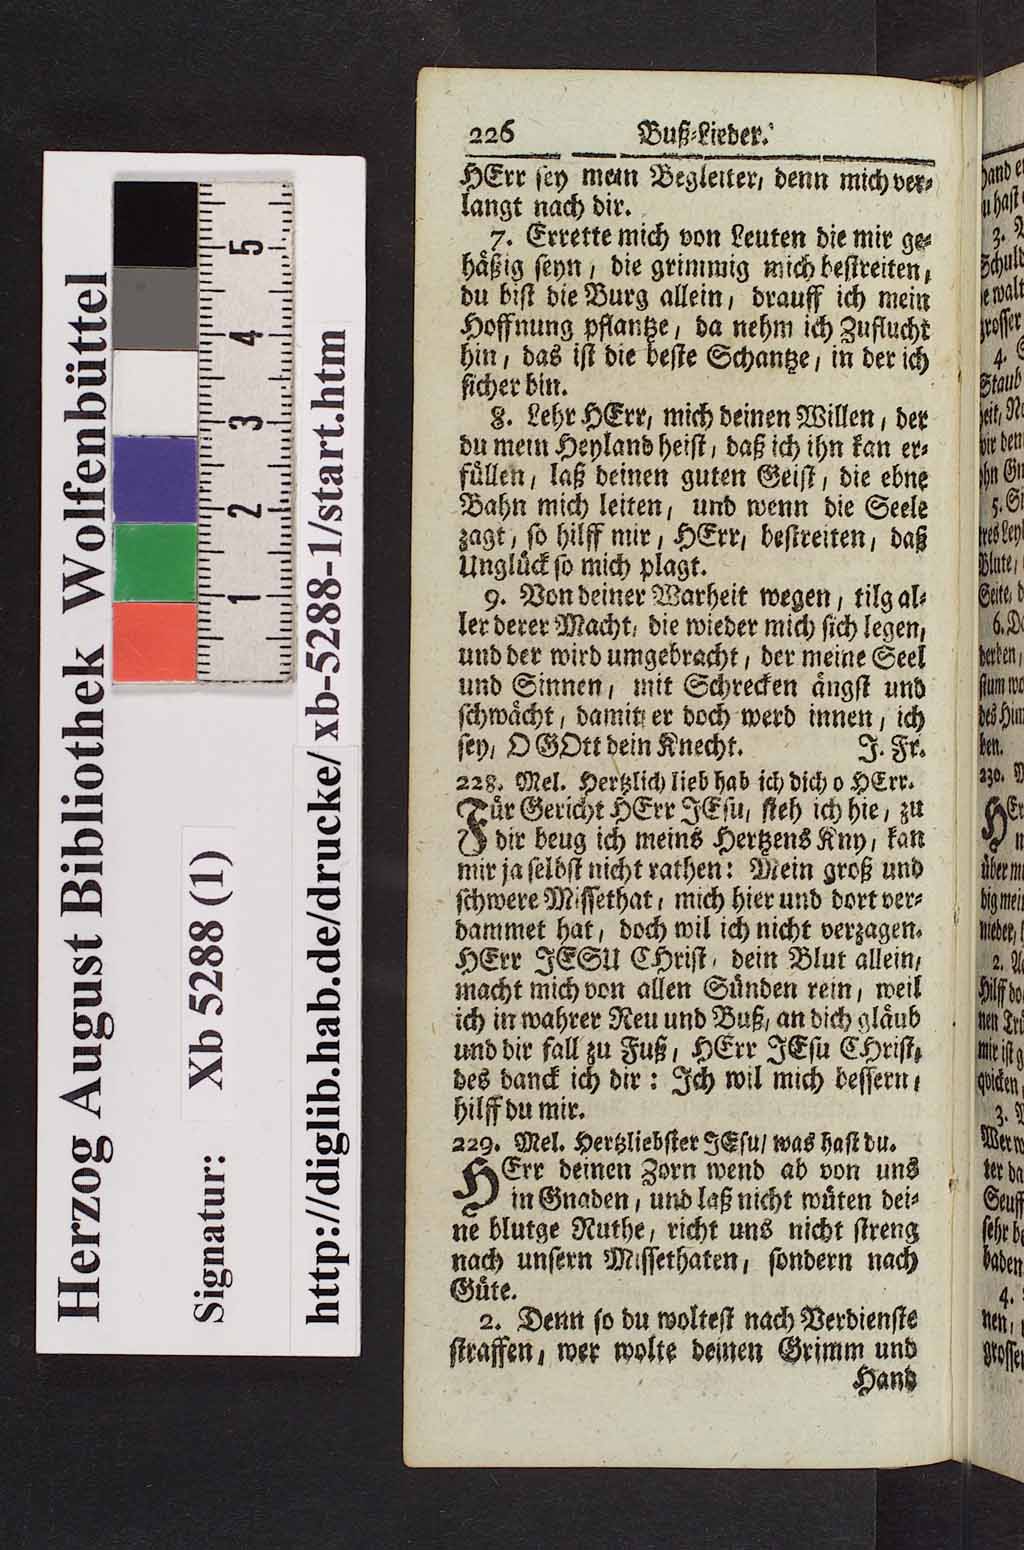 226 Buß-Lieder.
HErr sey mein Begleiter, denn mich ver-
langt nach dir.
7. Errette mich von Leuten die mir ge-
häßig seyn, die grimmig mich bestreiten,
du bist die Burg allein, drauff ich mein
Hoffnung pflantze, da nehm ich Zuflucht
hin, das ist die beste Schantze, in der ich
sicher bin.
8. Lehr HErr, mich deinen Willen, der
du mein Heyland heist, daß ich ihn kan er-
füllen, laß deinen guten Geist, die ebne
Bahn mich leiten, und wenn die Seele
zagt, so hilff mir, HErr, bestreiten, daß
Unglück so mich plagt.
9. Von deiner Warheit wegen, tilg al-
ler derer Macht, die wieder mich sich legen,
und der wird umgebracht, der meine Seel
und Sinnen, mit Schrecken ängst und
schwächt, damit er doch werd innen, ich
sey, O GOtt dein Knecht. J. Fr.
228. Mel. Hertzlich lieb hab ich dich o HErr.
Für Gericht HErr JEsu, steh ich hie, zu
dir beug ich meins Hertzens Kny, kan
mir ja selbst nicht rathen: Mein groß und
schwere Missethat, mich hier und dort ver-
dammet hat, doch wil ich nicht verzagen.
HErr JESU CHrist, dein Blut allein,
macht mich von allen Sünden rein, weil
ich in wahrer Reu und Buß, an dich gläub
und dir fall zu Fuß, HErr JEsu CHrist,
des danck ich dir: Ich wil mich bessern,
hilff du mir.
229. Mel. Hertzliebster JEsu/ was hast du.
HErr deinen Zorn wend ab von uns
in Gnaden, und laß nicht wüten dei-
ne blutge Ruthe, richt uns nicht streng
nach unsern Missethaten, sondern nach
Güte.
2. Denn so du woltest nach Verdienste
straffen, wer wolte deinen Grimm und
Hand
Herzog August Bibliothek Wolfenbüttel
Signatur: Xb 5288 (1)
http://diglib.hab.de/drucke/xb-5288-1/start.htm
1 2 3 4 5